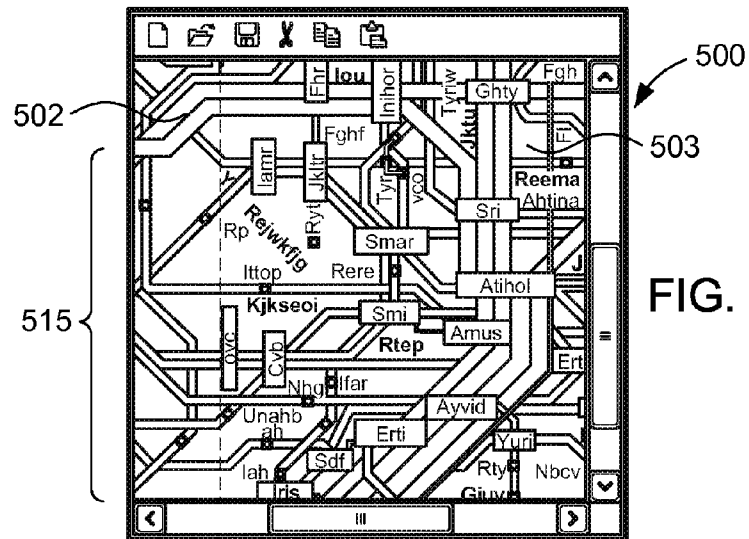 500
502
503
515
FIG.
Fhr
Iou
Inihor
Tyriw
Ghty
Fgh
Jktu
Fghf
Iamr
Jkltr
Tyr
vco
Fl
Reema
Ahtina
Sri
Rp
Rejwkfjg
Ryt
Smar
Ittop
Rere
Atihol
J
Kjkseoi
Smi
Amus
Rtep
ovc
Cvb
Ert
Nhg
Ifar
Ayvid
Unahb
ah
Erti
Yuri
Iah
Sdf
Rty
Nbcv
Iris
Giuv